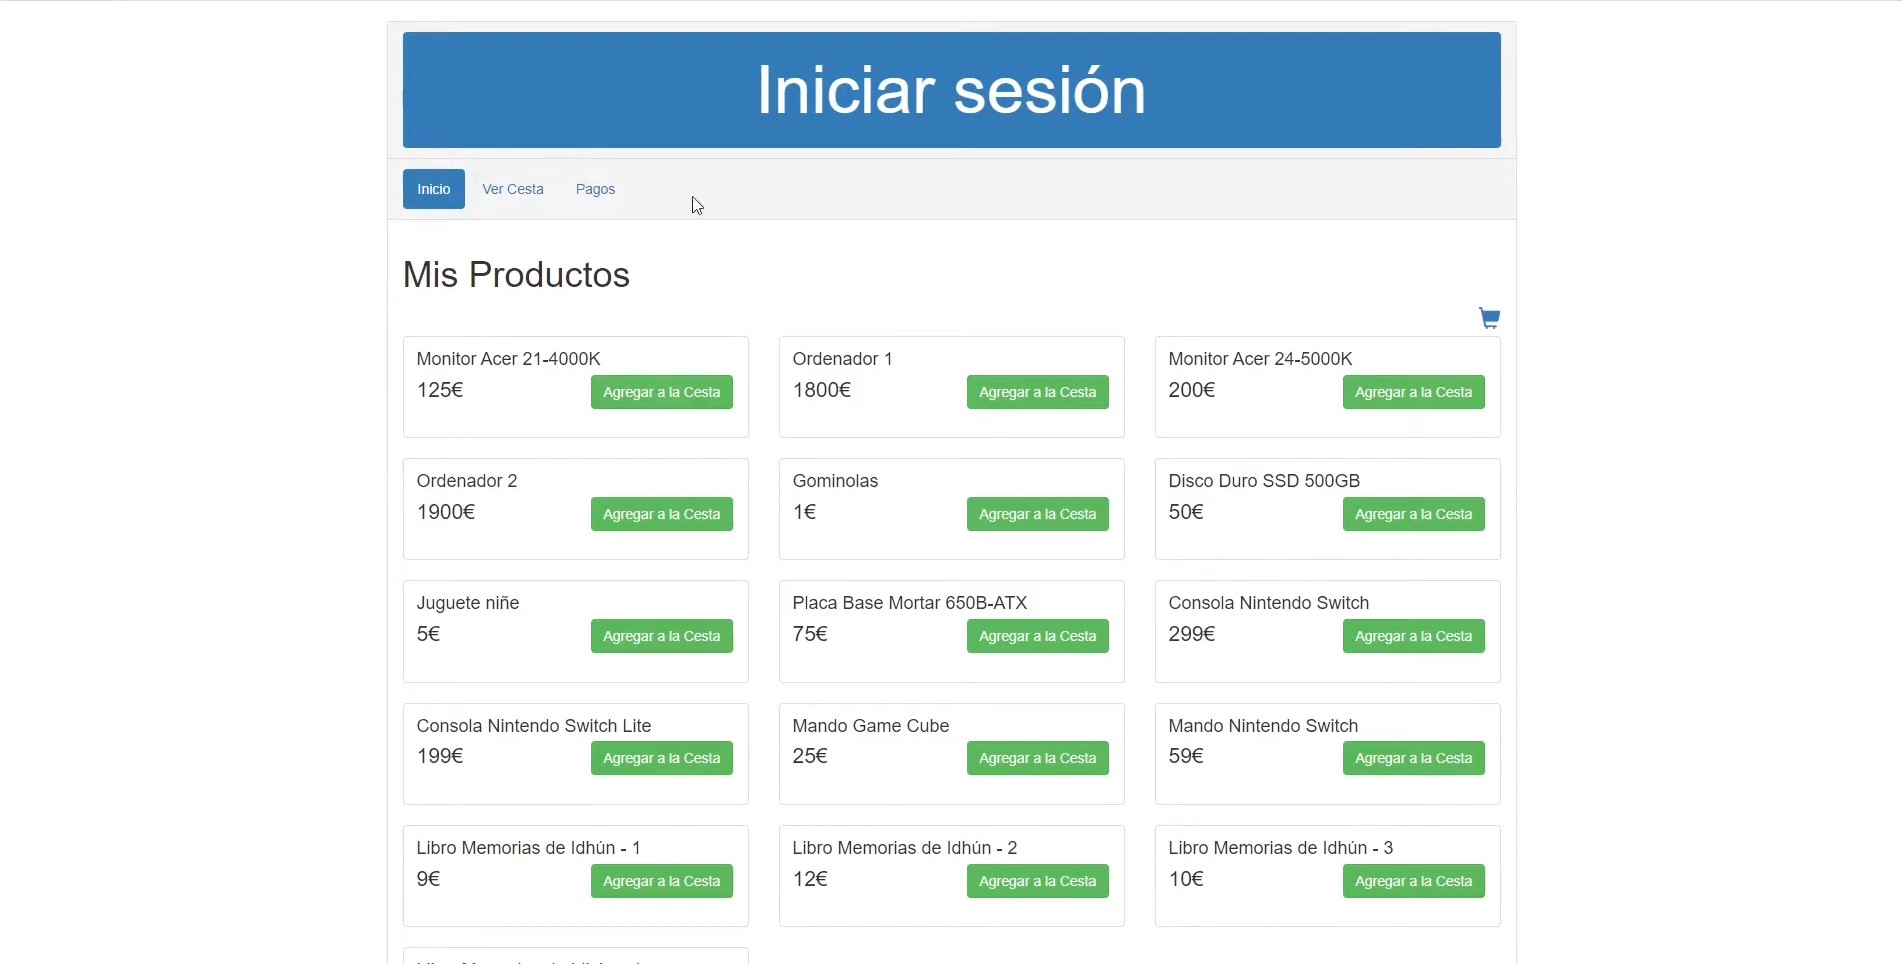 Iniciar sesión
Inicio
Ver Cesta
Pagos
Mis Productos
Monitor Acer 21-4000K
125€
Agregar a la Cesta
Ordenador 1
1800€
Agregar a la Cesta
Monitor Acer 24-5000K
200€
Agregar a la Cesta
Ordenador 2
1900€
Agregar a la Cesta
Gominolas
1€
Agregar a la Cesta
Disco Duro SSD 500GB
50€
Agregar a la Cesta
Juguete niñe
5€
Agregar a la Cesta
Placa Base Mortar 650B-ATX
75€
Agregar a la Cesta
Consola Nintendo Switch
299€
Agregar a la Cesta
Consola Nintendo Switch Lite
199€
Agregar a la Cesta
Mando Game Cube
25€
Agregar a la Cesta
Mando Nintendo Switch
59€
Agregar a la Cesta
Libro Memorias de Idhún - 1
9€
Agregar a la Cesta
Libro Memorias de Idhún - 2
12€
Agregar a la Cesta
Libro Memorias de Idhún - 3
10€
Agregar a la Cesta